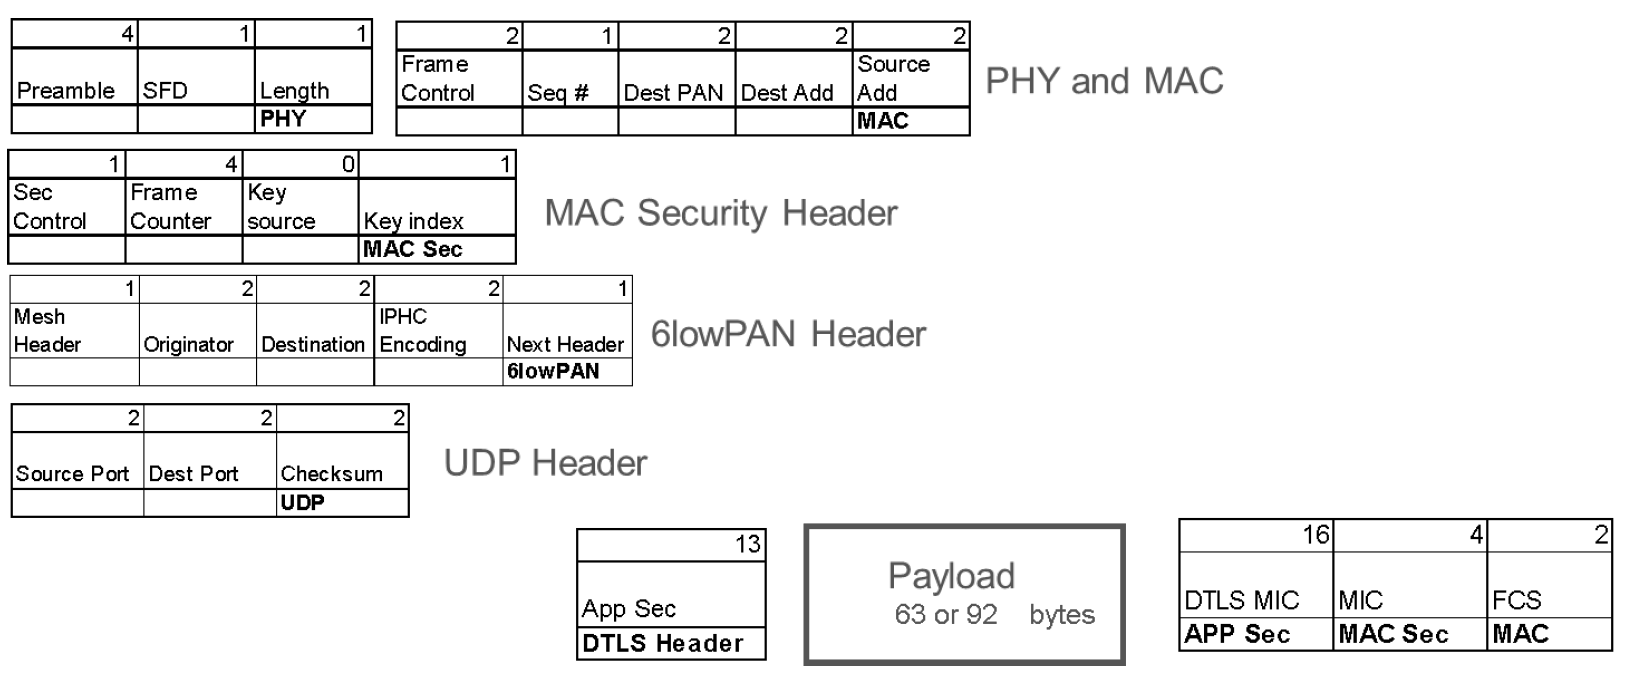 4 1 1
Preamble SFD Length
PHY
2 1 2 2 2
Frame Control Seq # Dest PAN Dest Add Source Add
MAC
PHY and MAC
1 4 0 1
Sec Control Frame Counter Key source Key index
MAC Sec
MAC Security Header
1 2 2 2 1
Mesh Header Originator Destination IPHC Encoding Next Header
6lowPAN
6lowPAN Header
2 2 2
Source Port Dest Port Checksum
UDP
UDP Header
13
App Sec
DTLS Header
Payload
63 or 92 bytes
16 4 2
DTLS MIC MIC FCS
APP Sec MAC Sec MAC